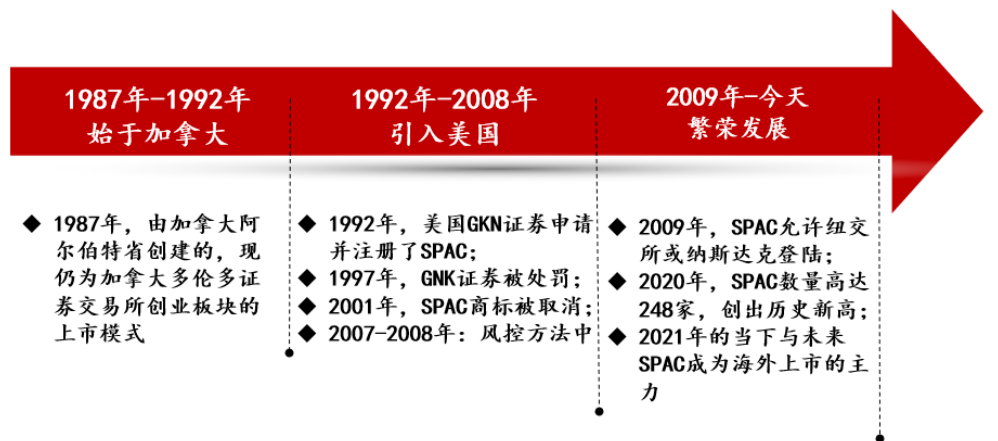 1987年-1992年
始于加拿大
1992年-2008年
引入美国
2009年-今天
繁荣发展
◆ 1987年，由加拿大阿
尔伯特省创建的，现
仍为加拿大多伦多证
券交易所创业板块的
上市模式
◆ 1992年，美国GKN证券申请
并注册了SPAC；
◆ 1997年，GNK证券被处罚；
◆ 2001年，SPAC商标被取消；
◆ 2007-2008年：风控方法中
◆ 2009年，SPAC允许纽交
所或纳斯达克登陆；
◆ 2020年，SPAC数量高达
248家，创出历史新高；
◆ 2021年的当下与未来
SPAC成为海外上市的主
力